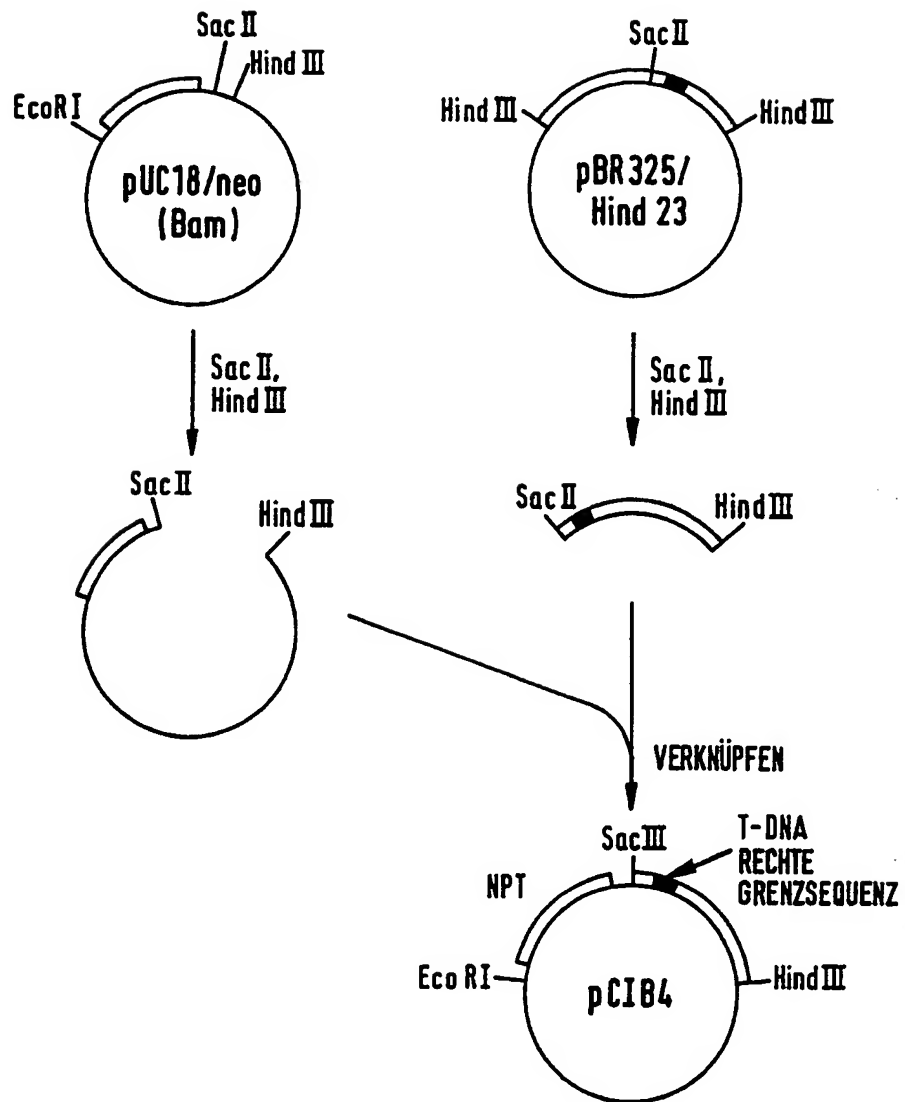 Sac II
Hind III
EcoRI
pUC18/neo
(Bam)
Sac II
Hind III
Hind III
pBR325/
Hind 23
Sac II,
Hind III
Sac II,
Hind III
Sac II
Hind III
Sac II
Hind III
VERKNÜPFEN
Sac III
T-DNA
RECHTE
GRENZSEQUENZ
NPT
Eco RI
Hind III
pCIB4